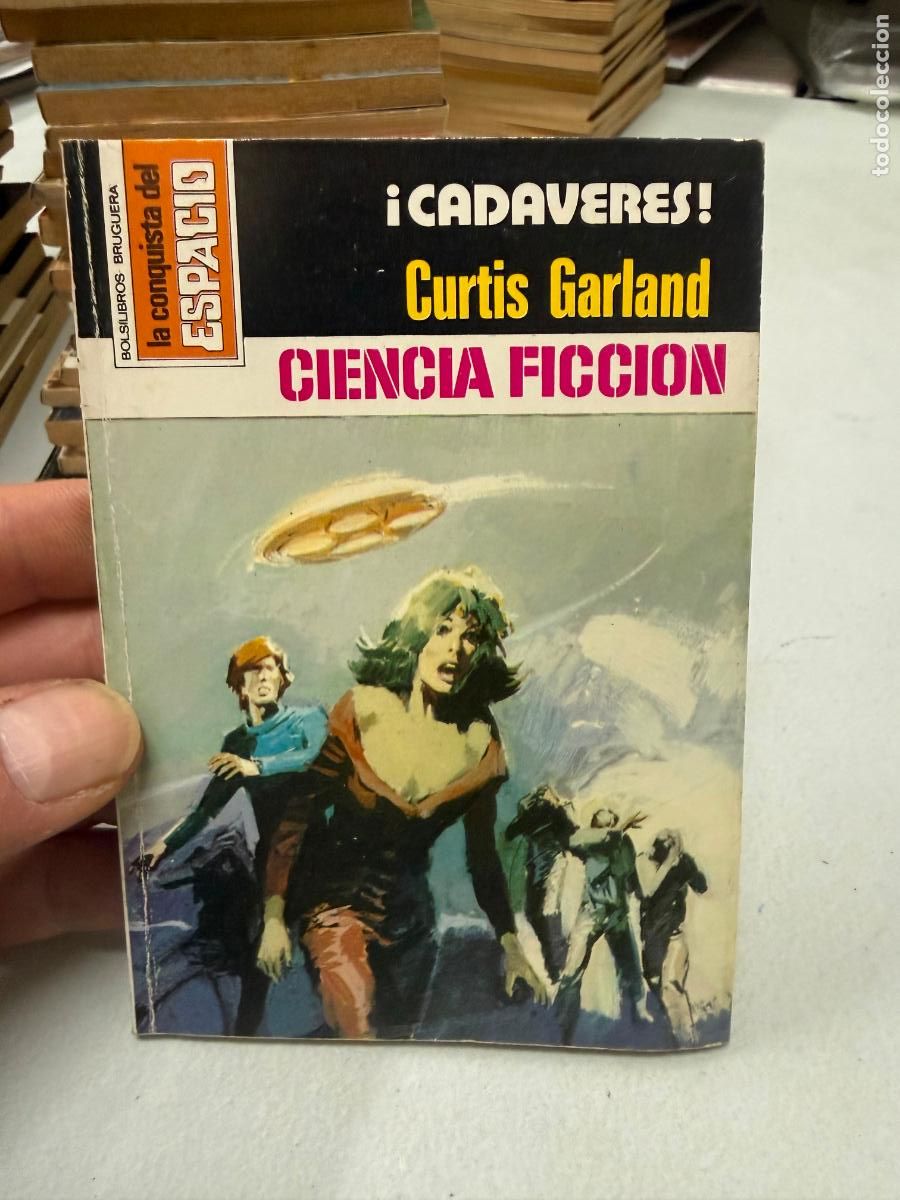 BOLSILIBROS BRUGUERA
la conquista del
ESPACIO
¡CADAVERES!
Curtis Garland
CIENCIA FICCION
todocoleccion